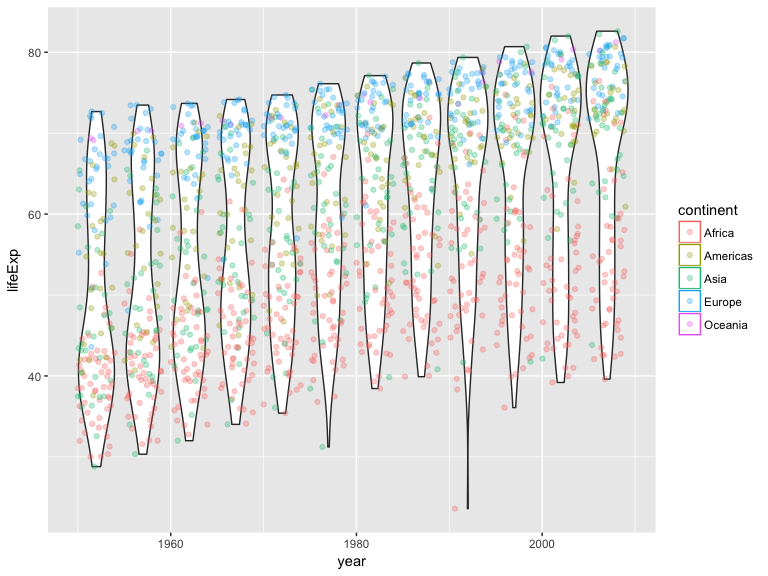 80
60
40
lifeExp
1960
1980
2000
year
continent
Africa
Americas
Asia
Europe
Oceania